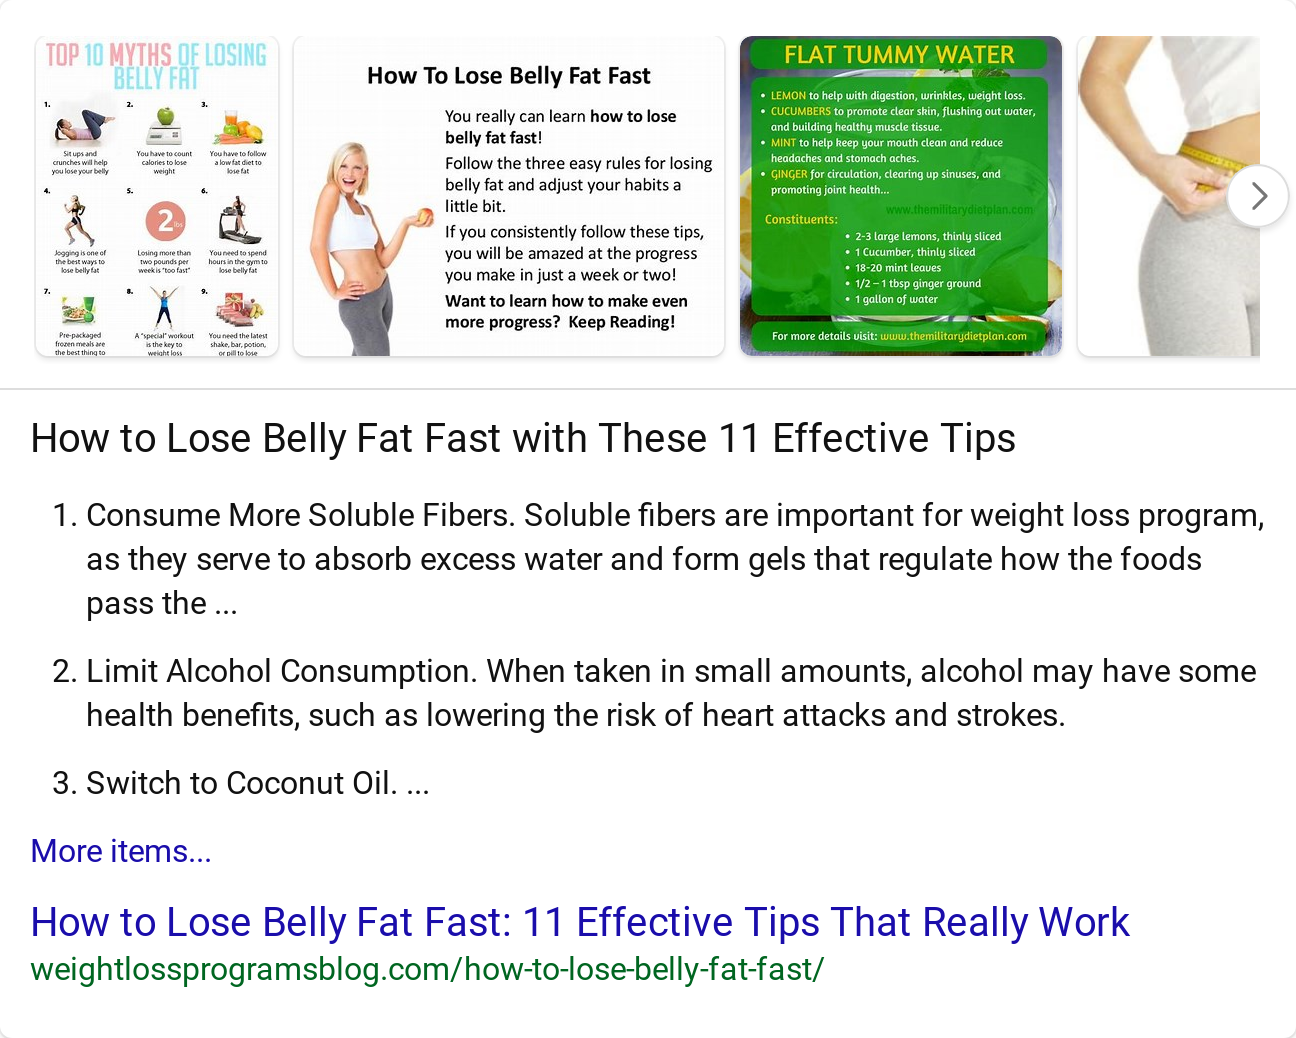 TOP 10 MYTHS OF LOSING
BELLY FAT
1.
Sit ups and
crunches will help
you lose your belly
2.
You have to count
calories to lose
weight
3.
You have to follow
a low fat diet to
lose fat
4.
Jogging is one of
the best ways to
lose belly fat
5.
2 lbs
Losing more than
two pounds per
week is "too fast"
6.
You need to spend
hours in the gym to
lose belly fat
7.
Pre-packaged
frozen meals are
the best thing to
8.
A "special" workout
is the key to
weight loss
9.
You need the latest
shake, bar, potion,
or pill to lose
How To Lose Belly Fat Fast
You really can learn how to lose
belly fat fast!
Follow the three easy rules for losing
belly fat and adjust your habits a
little bit.
If you consistently follow these tips,
you will be amazed at the progress
you make in just a week or two!
Want to learn how to make even
more progress? Keep Reading!
FLAT TUMMY WATER
• LEMON to help with digestion, wrinkles, weight loss.
• CUCUMBERS to promote clear skin, flushing out water,
and building healthy muscle tissue.
• MINT to help keep your mouth clean and reduce
headaches and stomach aches.
• GINGER for circulation, clearing up sinuses, and
promoting joint health...
www.themilitarydietplan.com
Constituents:
• 2-3 large lemons, thinly sliced
• 1 Cucumber, thinly sliced
• 18-20 mint leaves
• 1/2 – 1 tbsp ginger ground
• 1 gallon of water
For more details visit: www.themilitarydietplan.com
How to Lose Belly Fat Fast with These 11 Effective Tips
1. Consume More Soluble Fibers. Soluble fibers are important for weight loss program,
as they serve to absorb excess water and form gels that regulate how the foods
pass the ...
2. Limit Alcohol Consumption. When taken in small amounts, alcohol may have some
health benefits, such as lowering the risk of heart attacks and strokes.
3. Switch to Coconut Oil. ...
More items...
How to Lose Belly Fat Fast: 11 Effective Tips That Really Work
weightlossprogramsblog.com/how-to-lose-belly-fat-fast/